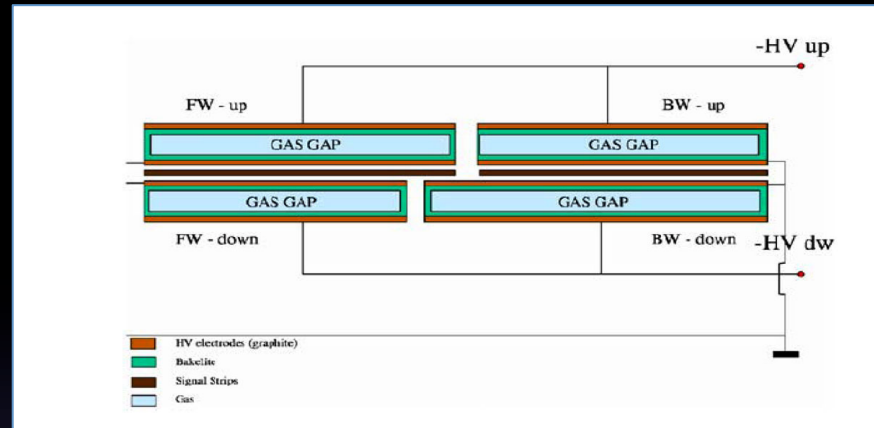 -HV up
FW - up
BW - up
GAS GAP
GAS GAP
GAS GAP
GAS GAP
FW - down
BW - down
-HV dw
HV electrodes (graphite)
Bakelite
Signal Strips
Gas